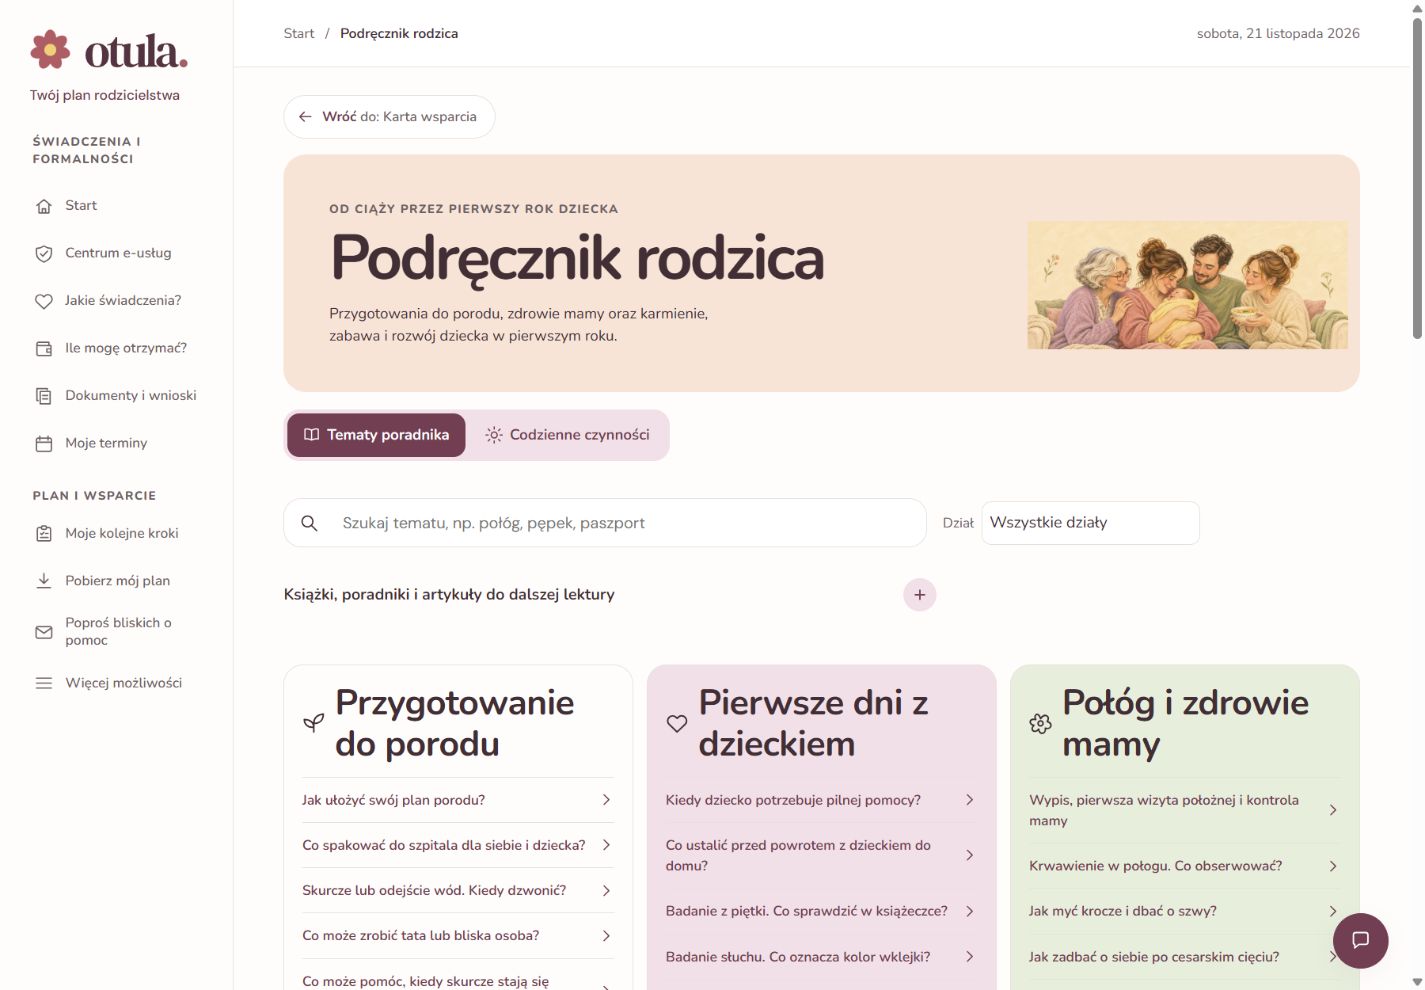 otula.
Twój plan rodzicielstwa
ŚWIADCZENIA I
FORMALNOŚCI
Start
Centrum e-usług
Jakie świadczenia?
Ile mogę otrzymać?
Dokumenty i wnioski
Moje terminy
PLAN I WSPARCIE
Moje kolejne kroki
Pobierz mój plan
Poproś bliskich o
pomoc
Więcej możliwości
Start / Podręcznik rodzica
sobota, 21 listopada 2026
Wróć do: Karta wsparcia
OD CIĄŻY PRZEZ PIERWSZY ROK DZIECKA
Podręcznik rodzica
Przygotowania do porodu, zdrowie mamy oraz karmienie,
zabawa i rozwój dziecka w pierwszym roku.
Tematy poradnika
Codzienne czynności
Szukaj tematu, np. połóg, pępek, paszport
Dział
Wszystkie działy
Książki, poradniki i artykuły do dalszej lektury
Przygotowanie
do porodu
Jak ułożyć swój plan porodu?
Co spakować do szpitala dla siebie i dziecka?
Skurcze lub odejście wód. Kiedy dzwonić?
Co może zrobić tata lub bliska osoba?
Co może pomóc, kiedy skurcze stają się
Pierwsze dni z
dzieckiem
Kiedy dziecko potrzebuje pilnej pomocy?
Co ustalić przed powrotem z dzieckiem do
domu?
Badanie z piętki. Co sprawdzić w książeczce?
Badanie słuchu. Co oznacza kolor wklejki?
Połóg i zdrowie
mamy
Wypis, pierwsza wizyta położnej i kontrola
mamy
Krwawienie w połogu. Co obserwować?
Jak myć krocze i dbać o szwy?
Jak zadbać o siebie po cesarskim cięciu?